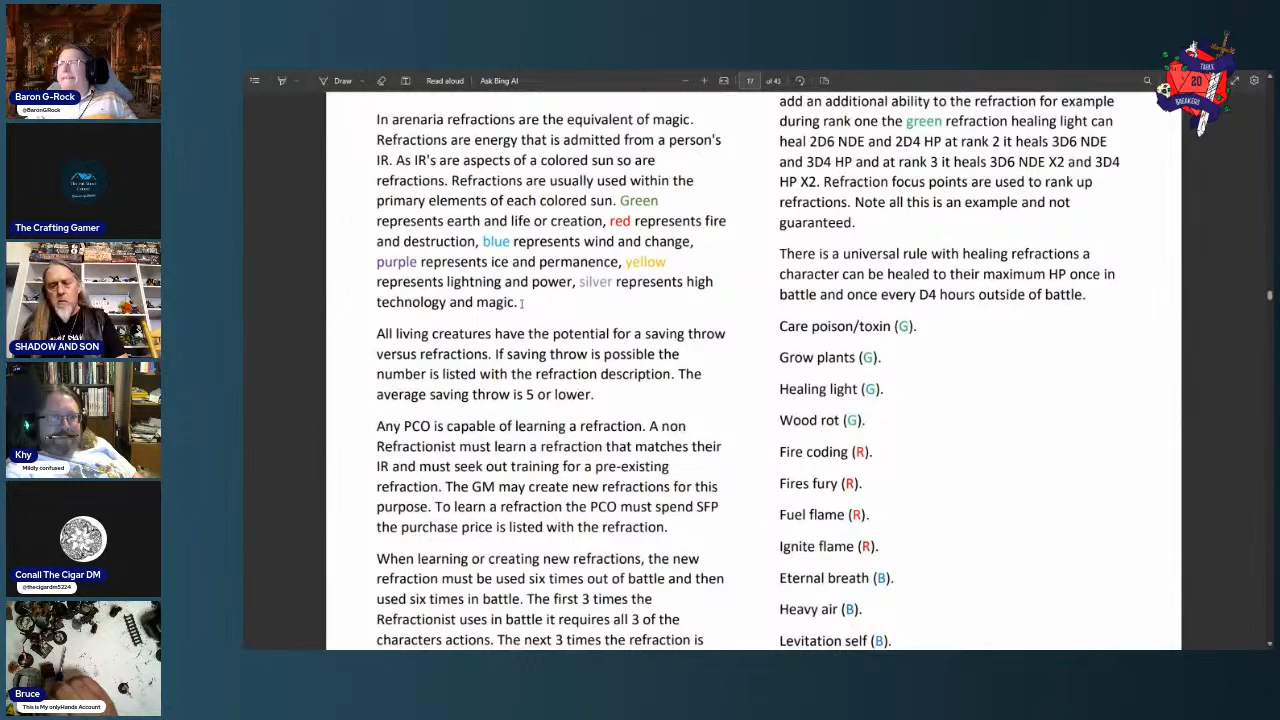 Baron G-Rock
@BaronGRock
The Crafting Gamer
SHADOW AND SON
Khy
Mildly confused
Conall The Cigar DM
@thecigardm5224
Bruce
This is My onlyHands Account
Draw
Read aloud
Ask Bing AI
17 of 43
In arenaria refractions are the equivalent of magic.
Refractions are energy that is admitted from a person's
IR. As IR's are aspects of a colored sun so are
refractions. Refractions are usually used within the
primary elements of each colored sun. Green
represents earth and life or creation, red represents fire
and destruction, blue represents wind and change,
purple represents ice and permanence, yellow
represents lightning and power, silver represents high
technology and magic.
All living creatures have the potential for a saving throw
versus refractions. If saving throw is possible the
number is listed with the refraction description. The
average saving throw is 5 or lower.
Any PCO is capable of learning a refraction. A non
Refractionist must learn a refraction that matches their
IR and must seek out training for a pre-existing
refraction. The GM may create new refractions for this
purpose. To learn a refraction the PCO must spend SFP
the purchase price is listed with the refraction.
When learning or creating new refractions, the new
refraction must be used six times out of battle and then
used six times in battle. The first 3 times the
Refractionist uses in battle it requires all 3 of the
characters actions. The next 3 times the refraction is
add an additional ability to the refraction for example
during rank one the green refraction healing light can
heal 2D6 NDE and 2D4 HP at rank 2 it heals 3D6 NDE
and 3D4 HP and at rank 3 it heals 3D6 NDE X2 and 3D4
HP X2. Refraction focus points are used to rank up
refractions. Note all this is an example and not
guaranteed.
There is a universal rule with healing refractions a
character can be healed to their maximum HP once in
battle and once every D4 hours outside of battle.
Care poison/toxin (G).
Grow plants (G).
Healing light (G).
Wood rot (G).
Fire coding (R).
Fires fury (R).
Fuel flame (R).
Ignite flame (R).
Eternal breath (B).
Heavy air (B).
Levitation self (B).
TABLE
20
BREAKERS